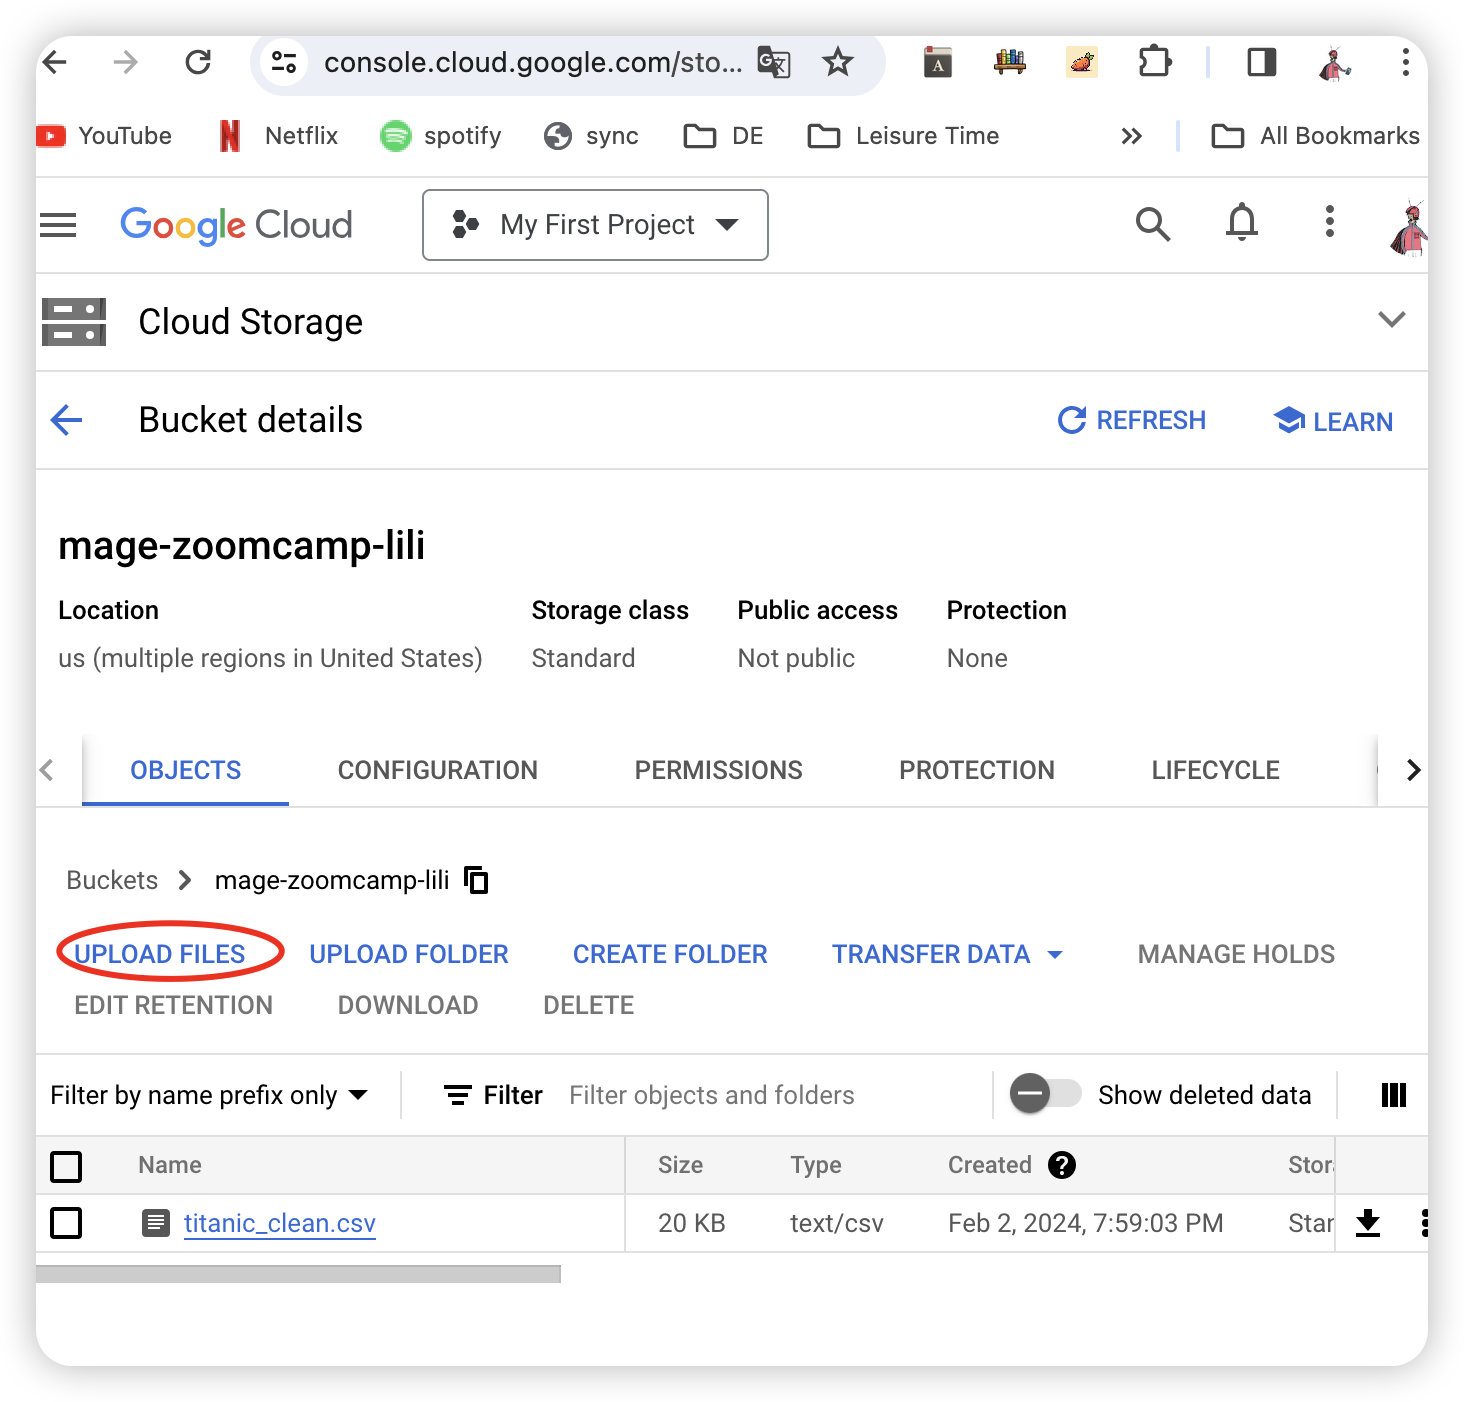 console.cloud.google.com/sto...
YouTube Netflix spotify sync DE Leisure Time All Bookmarks
Google Cloud My First Project
Cloud Storage
Bucket details REFRESH LEARN
mage-zoomcamp-lili
Location Storage class Public access Protection
us (multiple regions in United States) Standard Not public None
OBJECTS CONFIGURATION PERMISSIONS PROTECTION LIFECYCLE
Buckets mage-zoomcamp-lili
UPLOAD FILES UPLOAD FOLDER CREATE FOLDER TRANSFER DATA MANAGE HOLDS
EDIT RETENTION DOWNLOAD DELETE
Filter by name prefix only Filter Filter objects and folders Show deleted data
Name Size Type Created
titanic_clean.csv 20 KB text/csv Feb 2, 2024, 7:59:03 PM